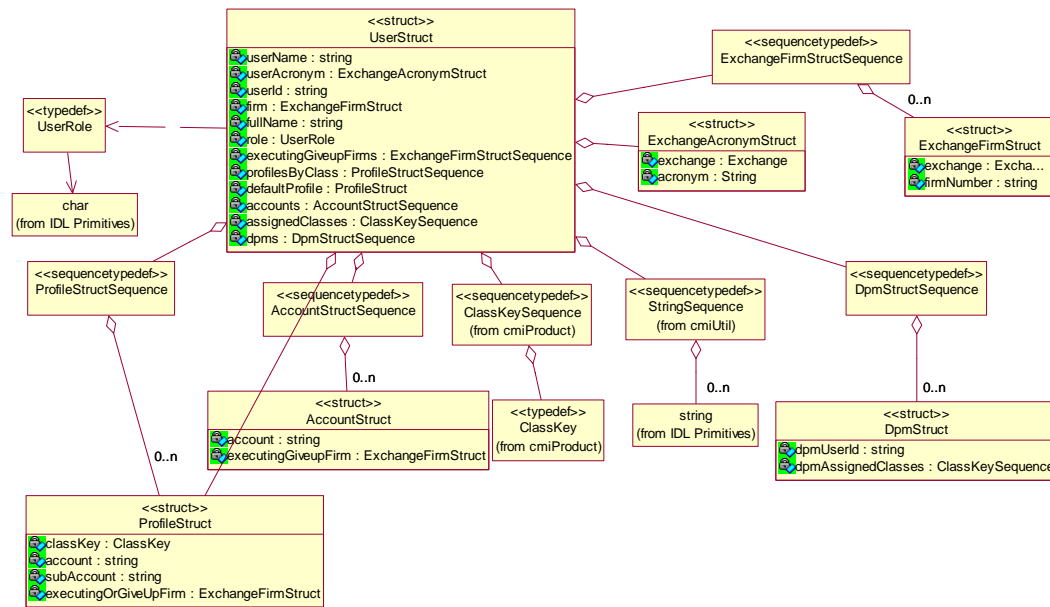 <<struct>>
UserStruct
userName : string
userAcronym : ExchangeAcronymStruct
userId : string
firm : ExchangeFirmStruct
fullName : string
role : UserRole
executingGiveupFirms : ExchangeFirmStructSequence
profilesByClass : ProfileStructSequence
defaultProfile : ProfileStruct
accounts : AccountStructSequence
assignedClasses : ClassKeySequence
dpms : DpmStructSequence
<<sequencetypedef>>
ExchangeFirmStructSequence
0..n
<<typedef>>
UserRole
<<struct>>
ExchangeAcronymStruct
exchange : Exchange
acronym : String
<<struct>>
ExchangeFirmStruct
exchange : Excha...
firmNumber : string
char
(from IDL Primitives)
<<sequencetypedef>>
ProfileStructSequence
<<sequencetypedef>>
AccountStructSequence
<<sequencetypedef>>
ClassKeySequence
(from cmiProduct)
<<sequencetypedef>>
StringSequence
(from cmiUtil)
<<sequencetypedef>>
DpmStructSequence
0..n
0..n
0..n
<<struct>>
AccountStruct
account : string
executingGiveupFirm : ExchangeFirmStruct
<<typedef>>
ClassKey
(from cmiProduct)
string
(from IDL Primitives)
<<struct>>
DpmStruct
dpmUserId : string
dpmAssignedClasses : ClassKeySequence
0..n
<<struct>>
ProfileStruct
classKey : ClassKey
account : string
subAccount : string
executingOrGiveUpFirm : ExchangeFirmStruct